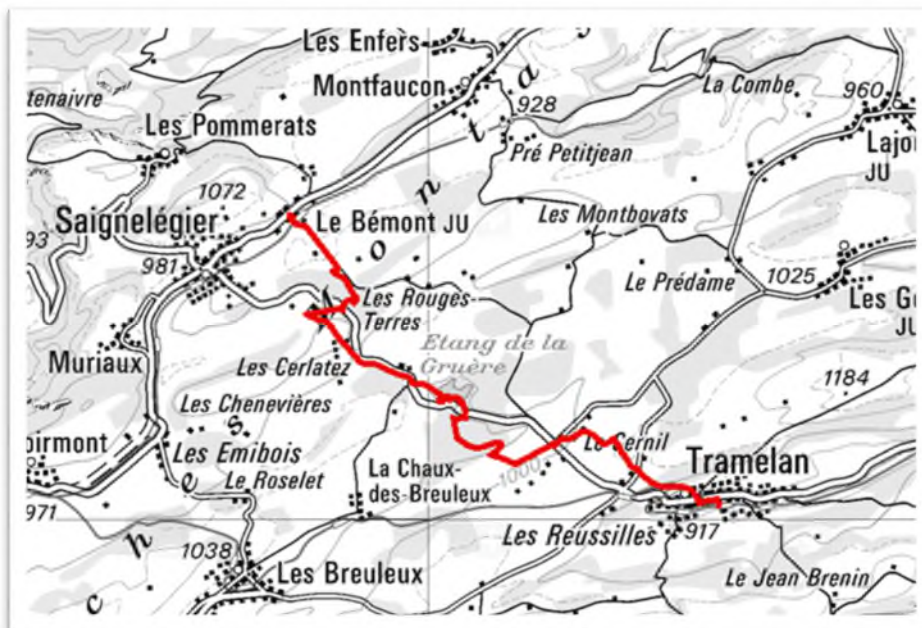 Les Enfers
Montfaucon
La Combe
960
Lajou
JU
928
Pré Petitjean
tenaivre
Les Pommerats
1072
Saignelégier
Le Bémont JU
Les Montbovats
93
981
Le Prédame
1025
Les Rouges-
Terres
Les G
JU
Muriaux
Etang de la
Gruère
Les Cerlatez
1184
Les Chenevières
oirmont
Les Emibois
Le Cernil
Tramelan
La Chaux-
des-Breuleux
1000
Le Roselet
971
Les Reussilles
917
1038
Les Breuleux
Le Jean Brenin